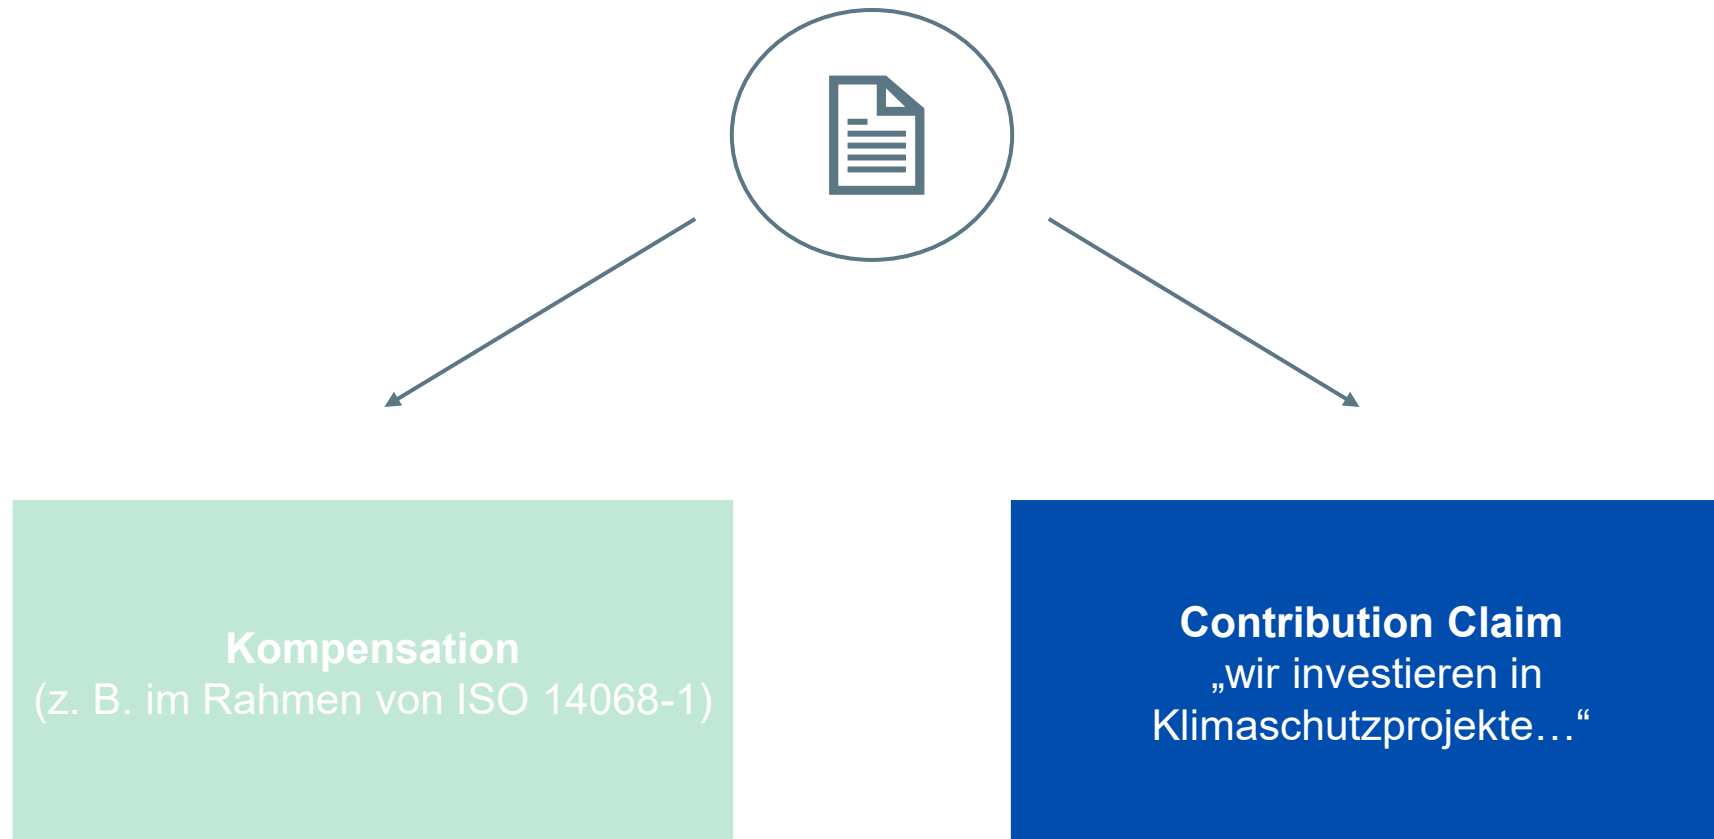 Kompensation
(z. B. im Rahmen von ISO 14068-1)
Contribution Claim
„wir investieren in
Klimaschutzprojekte…“